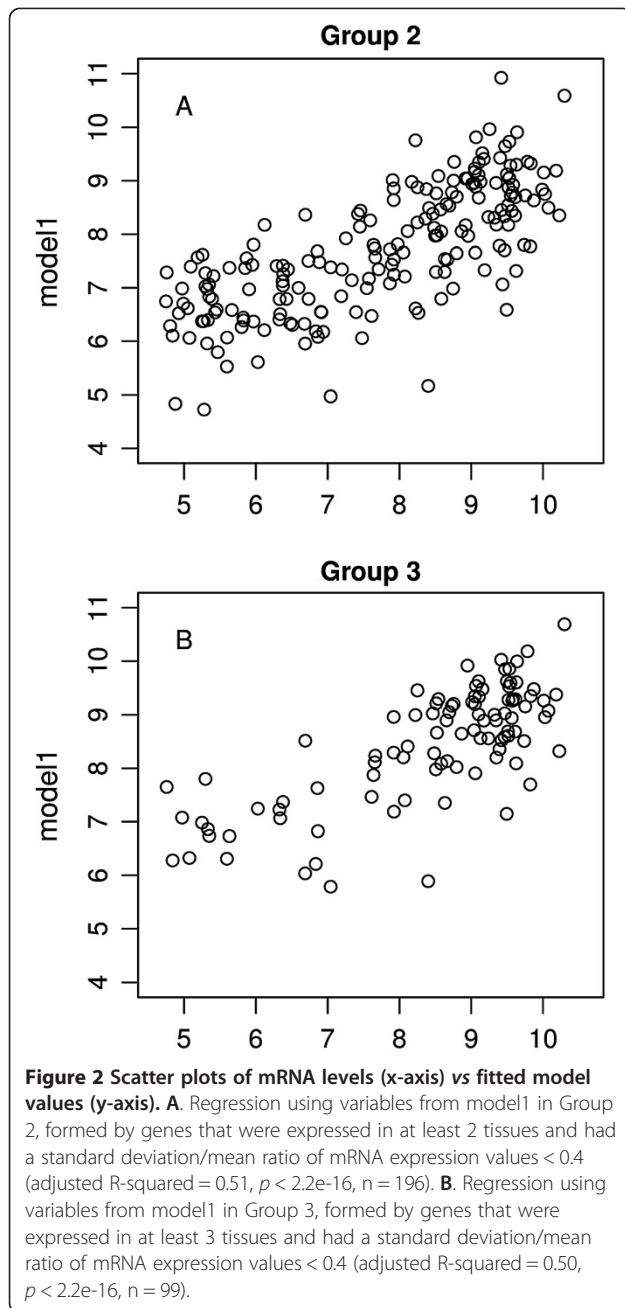 Group 2
A
model1
11
10
9
8
7
6
5
4
5 6 7 8 9 10
Group 3
B
model1
11
10
9
8
7
6
5
4
5 6 7 8 9 10
Figure 2 Scatter plots of mRNA levels (x-axis) vs fitted model
values (y-axis). A. Regression using variables from model1 in Group
2, formed by genes that were expressed in at least 2 tissues and had
a standard deviation/mean ratio of mRNA expression values < 0.4
(adjusted R-squared = 0.51, p < 2.2e-16, n = 196). B. Regression using
variables from model1 in Group 3, formed by genes that were
expressed in at least 3 tissues and had a standard deviation/mean
ratio of mRNA expression values < 0.4 (adjusted R-squared = 0.50,
p < 2.2e-16, n = 99).